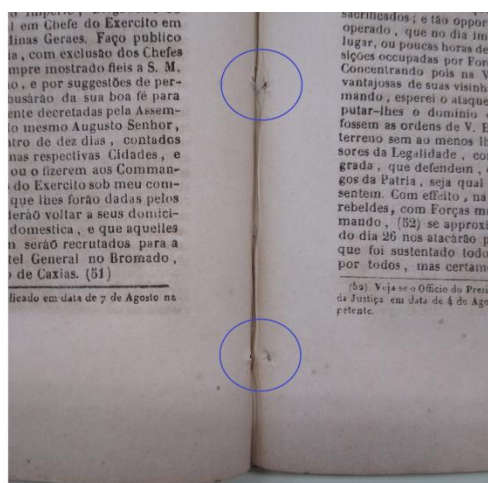 em Chefe do Exercito em
linas Geraes. Faço publico
ia, com exclusão dos Chefes
mpre mostrado fieis a S. M.
o, e por suggestões de per-
busárão da sua boa fé para
ente decretadas pela Assem-
lo mesmo Augusto Senhor,
tro de dez dias, contados
nas respectivas Cidades, e
ou o fizerem aos Comman-
do Exercito sob meu com-
que lhes forão dadas pelos
derão voltar a seus domici-
domestica, e que aquelles
serão recrutados para a
tel General no Bromado,
de Caxias. (51)
licado em data de 7 de Agosto na
sacrificados; e tão oppor
operado, que no dia im
lugar, ou poucas horas de
sições occupadas por For
Concentrando pois na V
vantajosas de suas visinh
mando, esperei o ataque
putar-lhes o dominio
fossem as ordens de V. E
terreno sem ao menos lh
sores da Legalidade, co
grada, que defendem,
gos da Patria, seja qual
sentem. Com effeito, na
rebeldes, com Forças m
mando, (52) se approxi
do dia 26 nos atacárão p
que foi sustentado todo
por todos, mas certam
(52) Veja-se o Officio do Presi
da Justiça em data de 4 de Ago
petente.